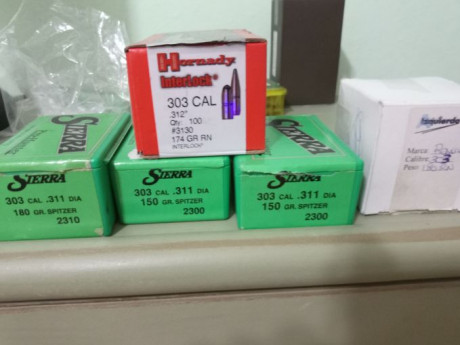 Hornady
InterLock
303 CAL
.312"
Qty. 100
#3130
174 GR RN
INTERLOCK
SIERRA
SIERRA
303 CAL .311 DIA
180 GR. SPITZER
2310
SIERRA
303 CAL .311 DIA
150 GR. SPITZER
2300
SIERRA
303 CAL .311 DIA
150 GR. SPITZER
2300
Marca
Calibre 303
Peso